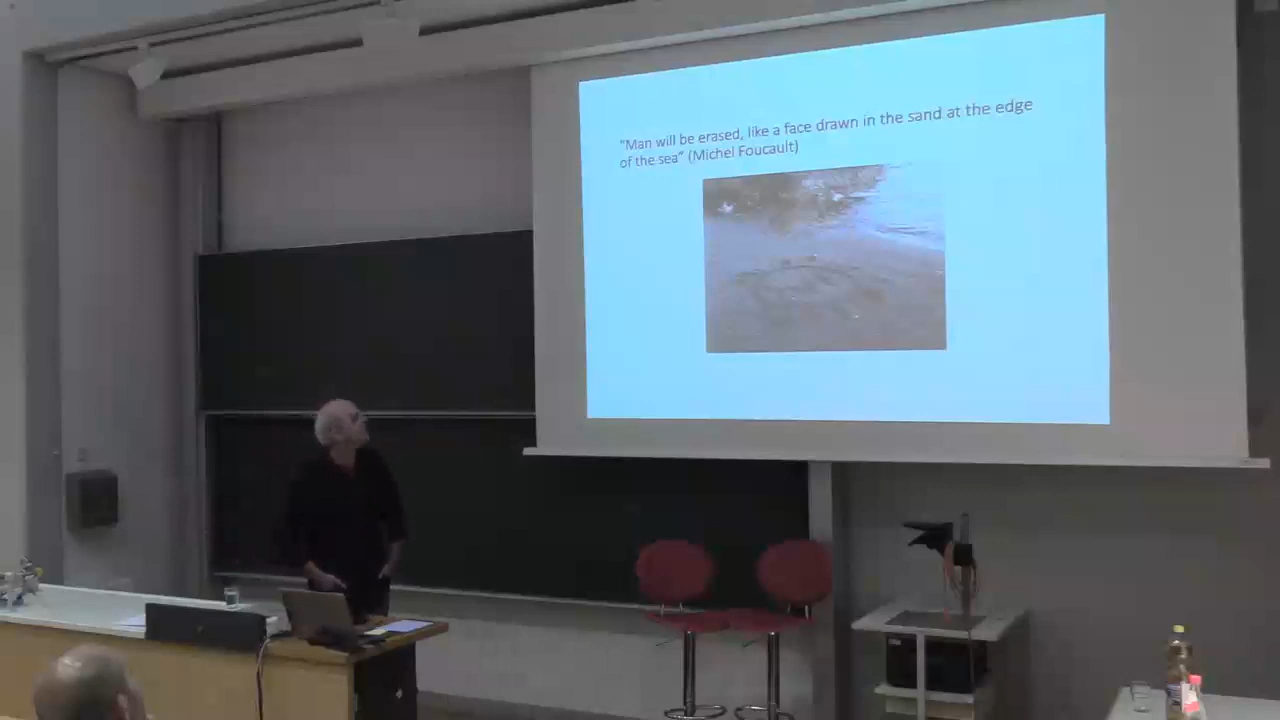 "Man will be erased, like a face drawn in the sand at the edge
of the sea" (Michel Foucault)